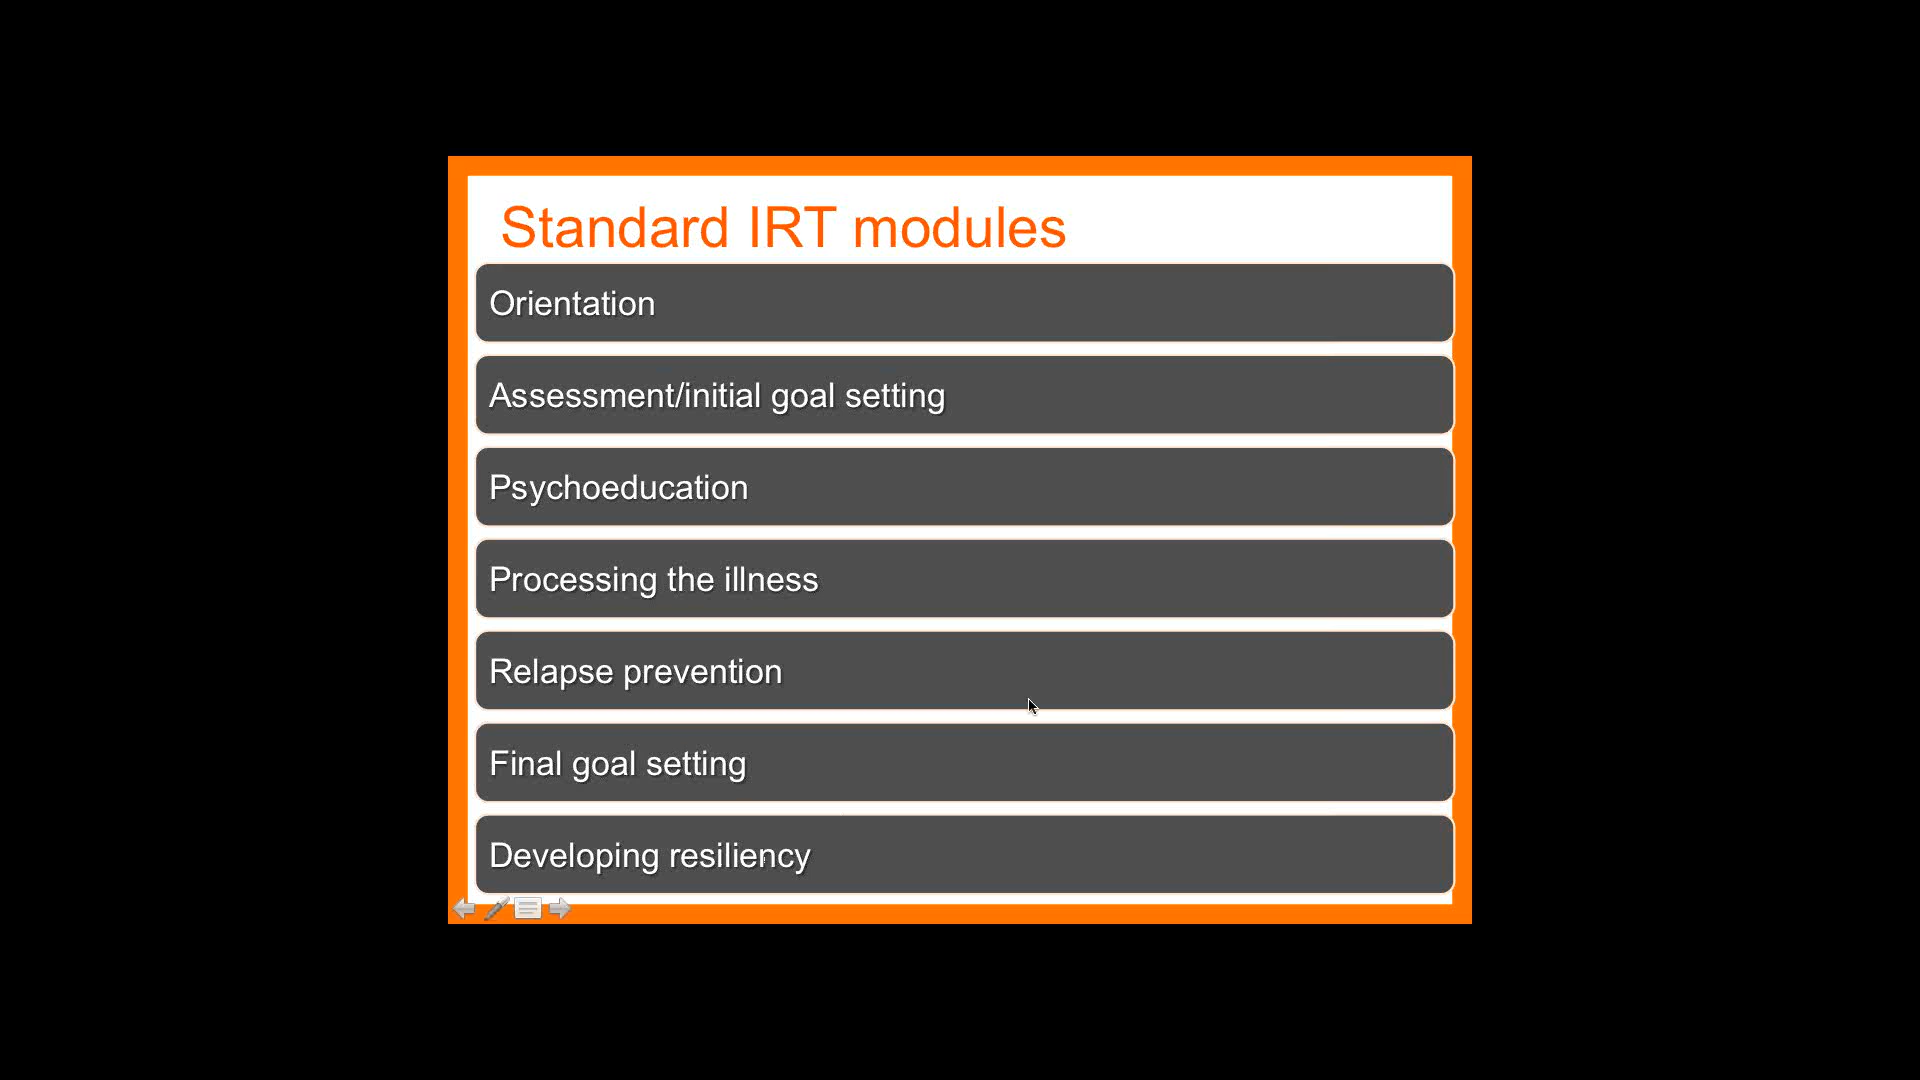 Standard IRT modules
Orientation
Assessment/initial goal setting
Psychoeducation
Processing the illness
Relapse prevention
Final goal setting
Developing resiliency